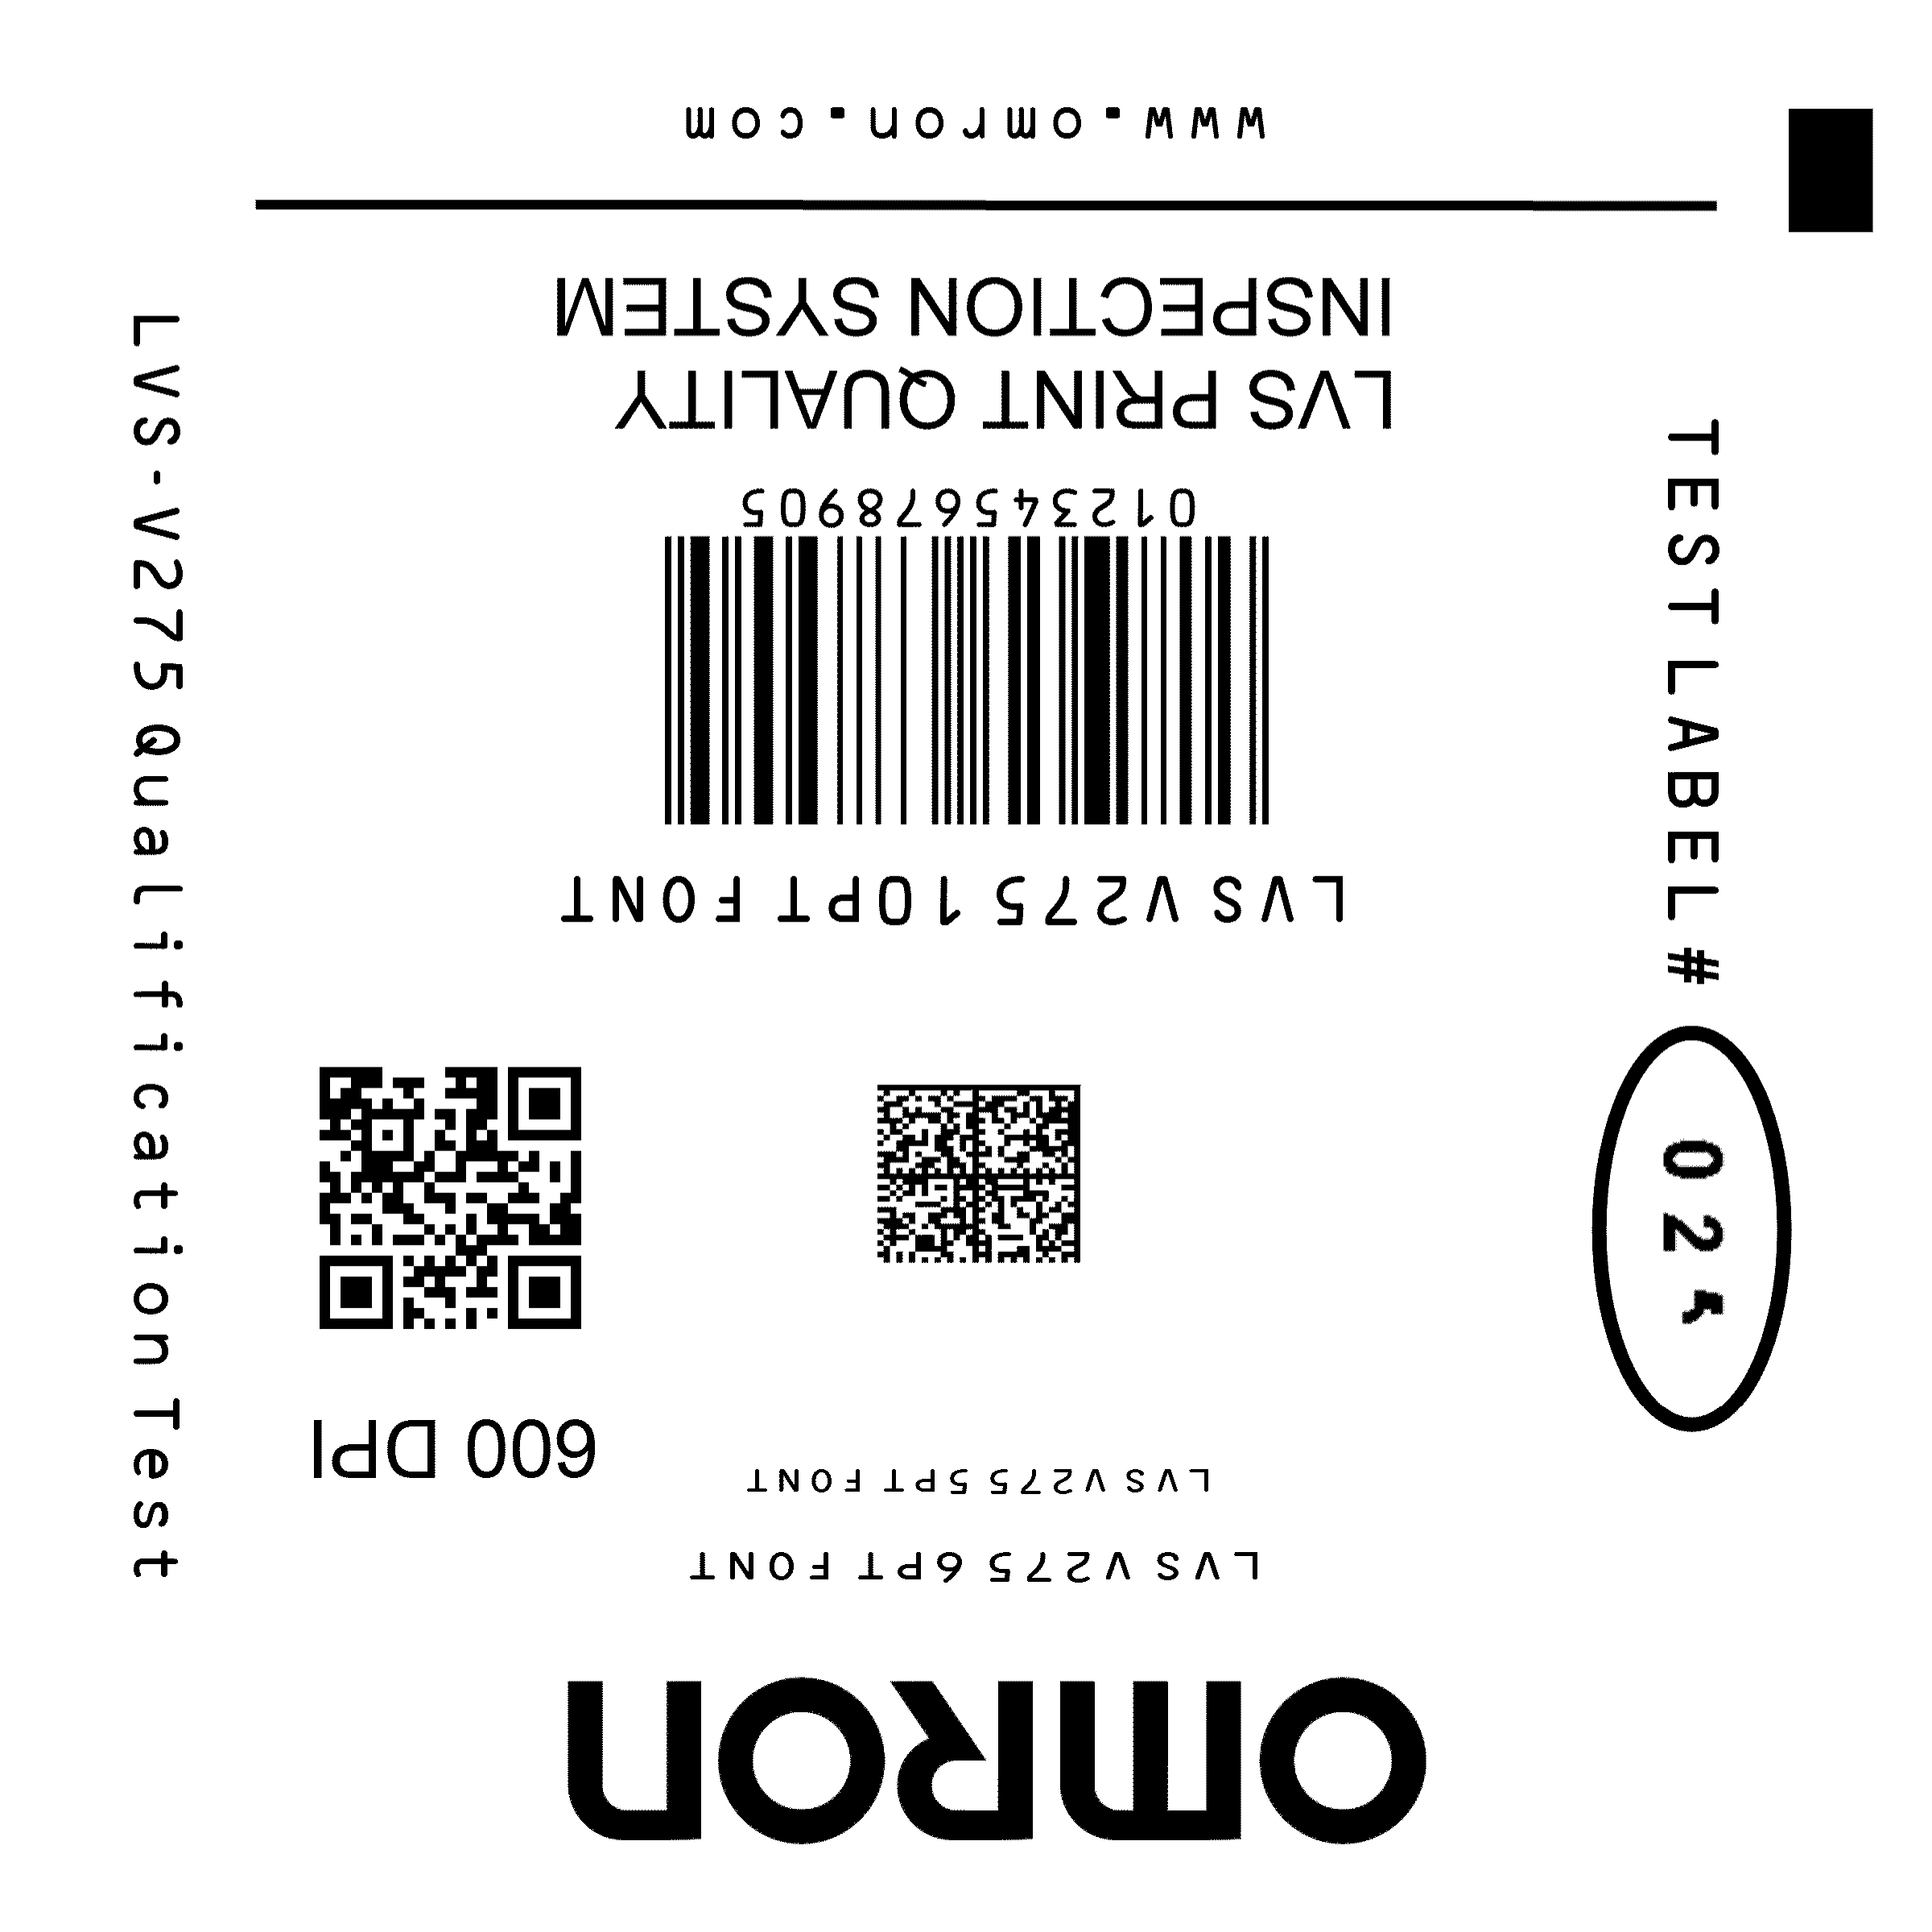 OMRON
LVS V275 6PT FONT
LVS V275 5PT FONT
600 DPI
LVS V275 10PT FONT
012345678905
LVS PRINT QUALITY
INSPECTION SYSTEM
www.omron.com
TEST LABEL #
LVS-V275 Qualification Test